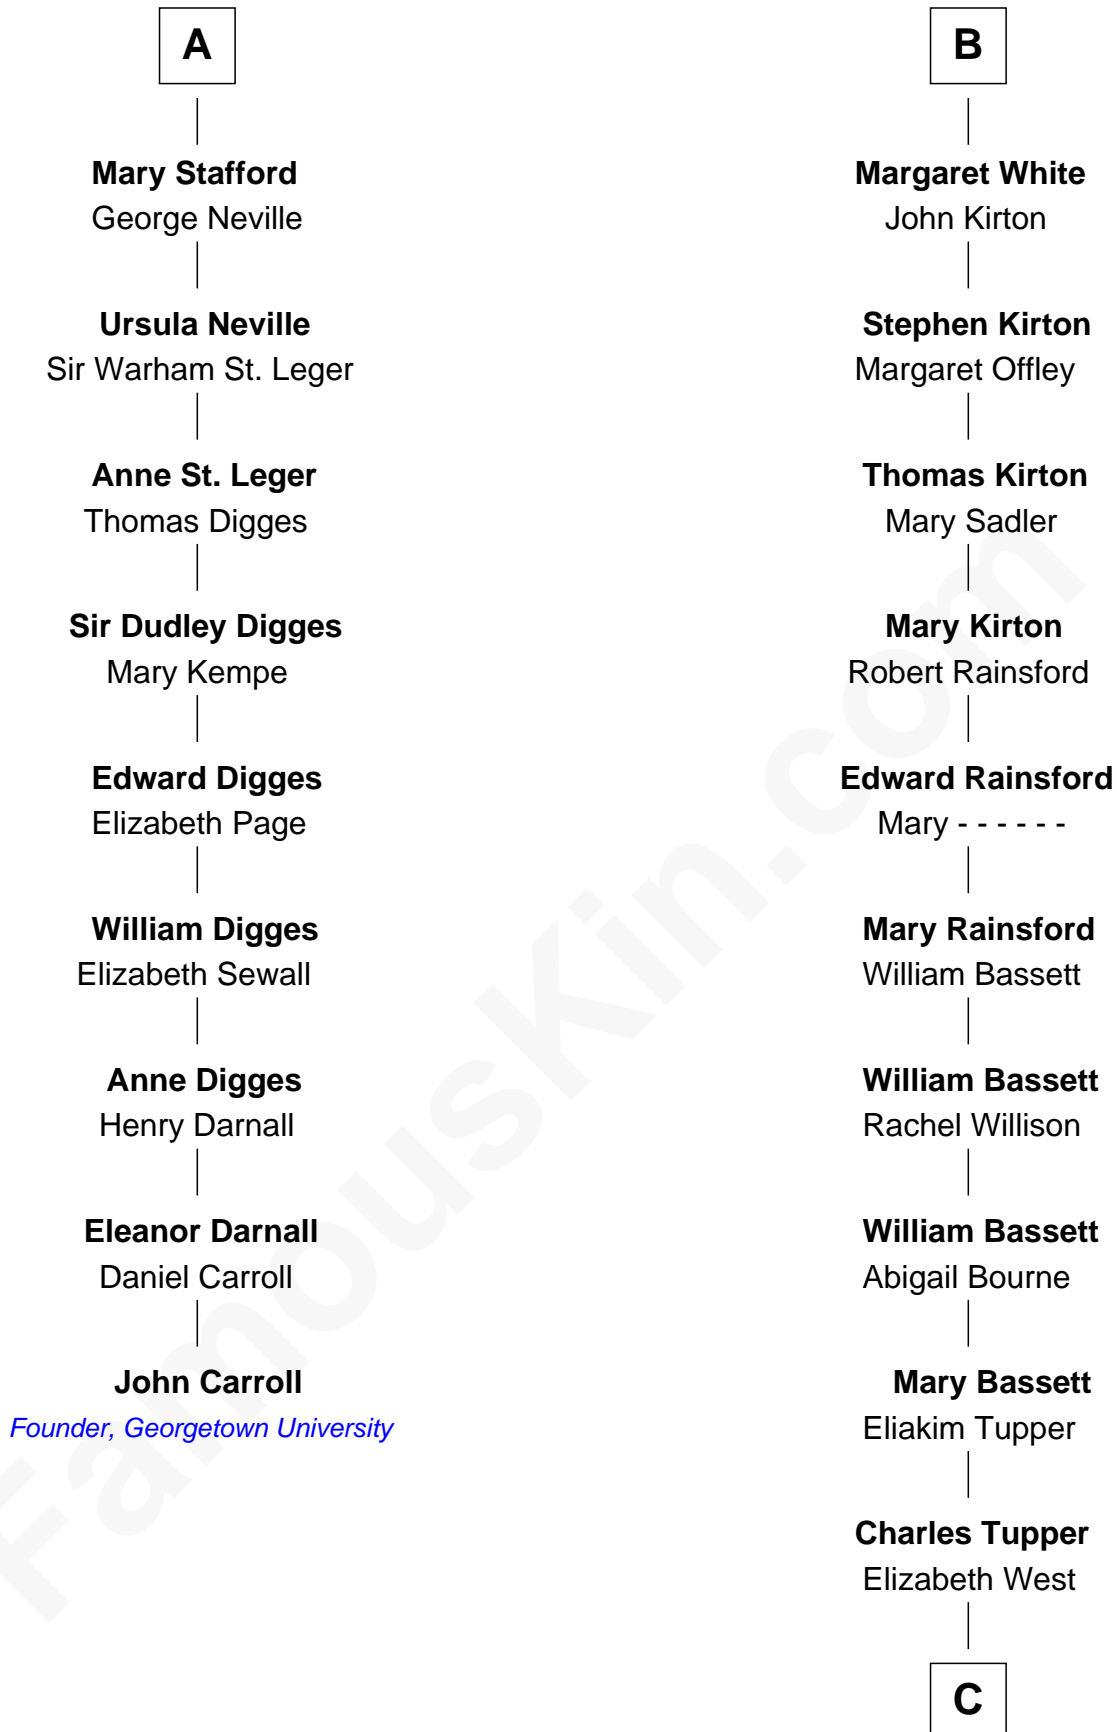 A
Mary Stafford
George Neville
Ursula Neville
Sir Warham St. Leger
Anne St. Leger
Thomas Digges
Sir Dudley Digges
Mary Kempe
Edward Digges
Elizabeth Page
William Digges
Elizabeth Sewall
Anne Digges
Henry Darnall
Eleanor Darnall
Daniel Carroll
John Carroll
Founder, Georgetown University
B
Margaret White
John Kirton
Stephen Kirton
Margaret Offley
Thomas Kirton
Mary Sadler
Mary Kirton
Robert Rainsford
Edward Rainsford
Mary - - - - - -
Mary Rainsford
William Bassett
William Bassett
Rachel Willison
William Bassett
Abigail Bourne
Mary Bassett
Eliakim Tupper
Charles Tupper
Elizabeth West
C
FamousKin.com